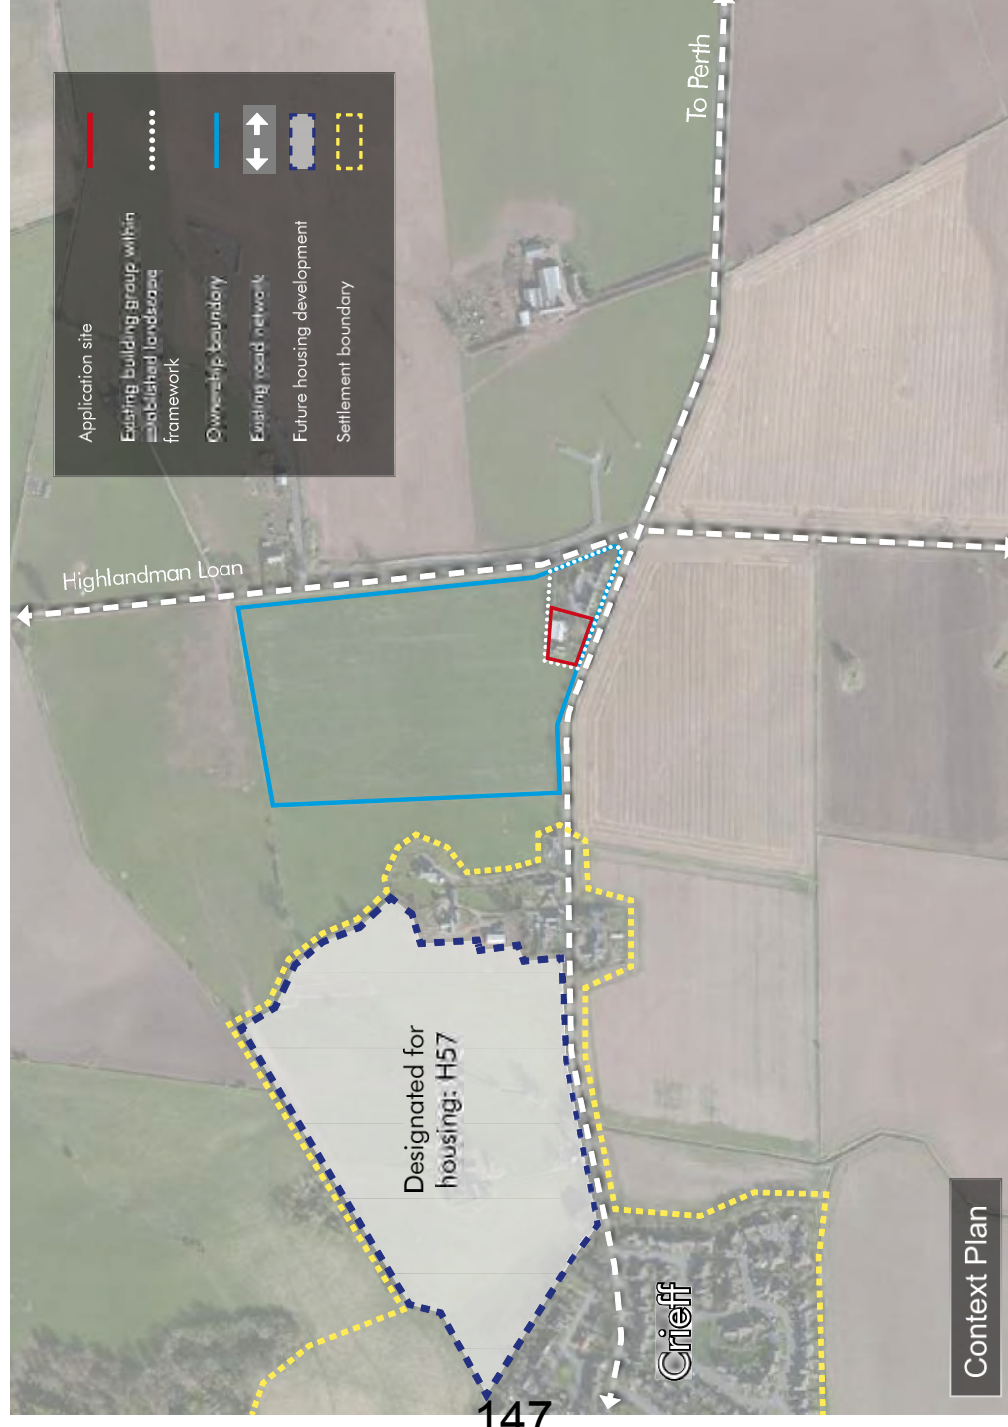 Application site
Existing building group within
established landscape
framework
Ownership boundary
Existing road network
Future housing development
Settlement boundary
To Perth
Highlandman Loan
Designated for
housing: H57
Crieff
Context Plan
147